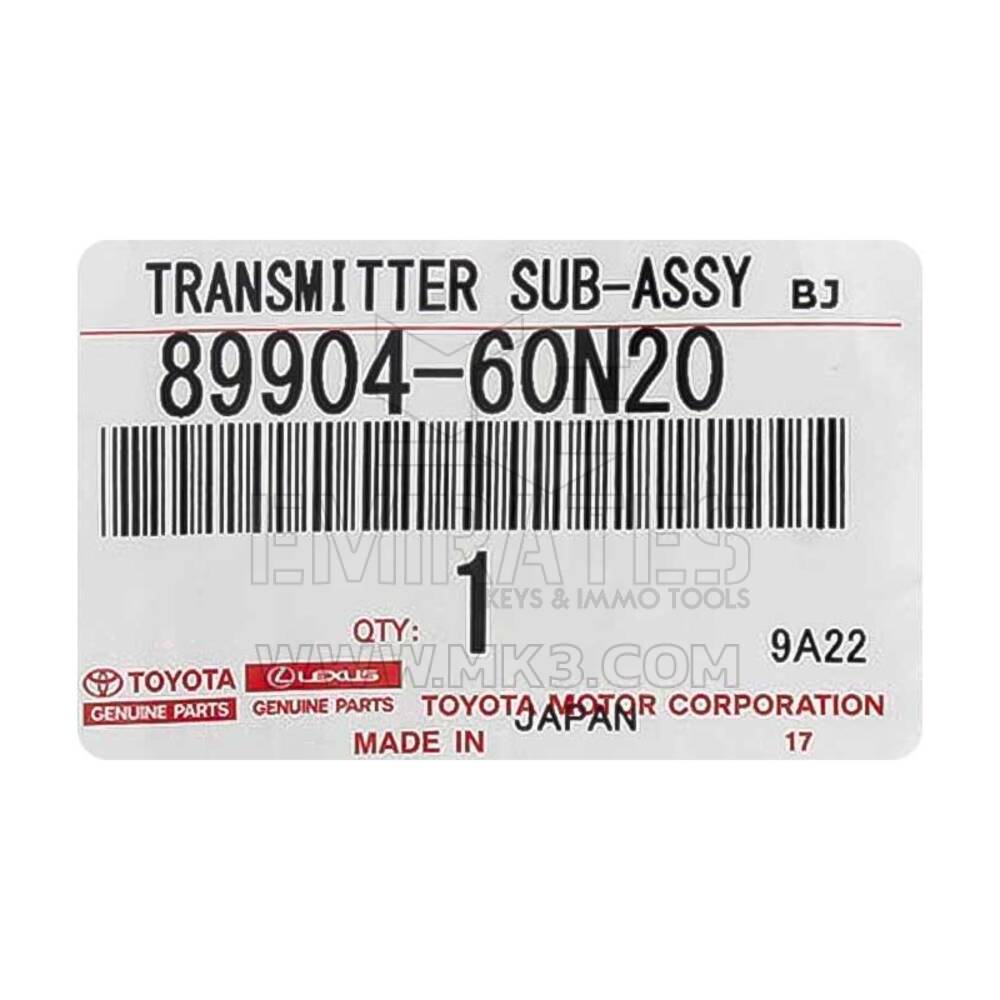 TRANSMITTER SUB-ASSY BJ
89904-60N20
EMIRATES
KEYS & IMMO TOOLS
QTY: 1
WWW.MK3.COM
9A22
TOYOTA
GENUINE PARTS
LEXUS
GENUINE PARTS
TOYOTA MOTOR CORPORATION
MADE IN JAPAN
17